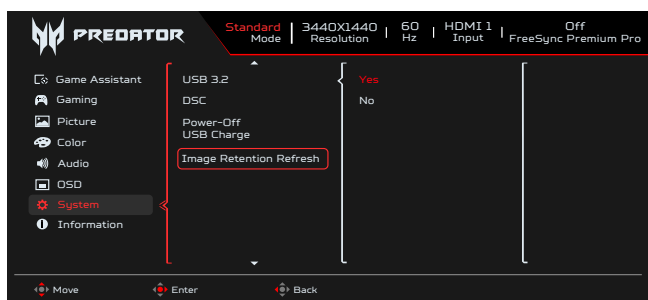 PREDATOR
Standard
Mode
3440X1440
Resolution
60
Hz
HDMI 1
Input
Off
FreeSync Premium Pro
Game Assistant
Gaming
Picture
Color
Audio
OSD
System
Information
USB 3.2
DSC
Power-Off
USB Charge
Image Retention Refresh
Yes
No
Move
Enter
Back